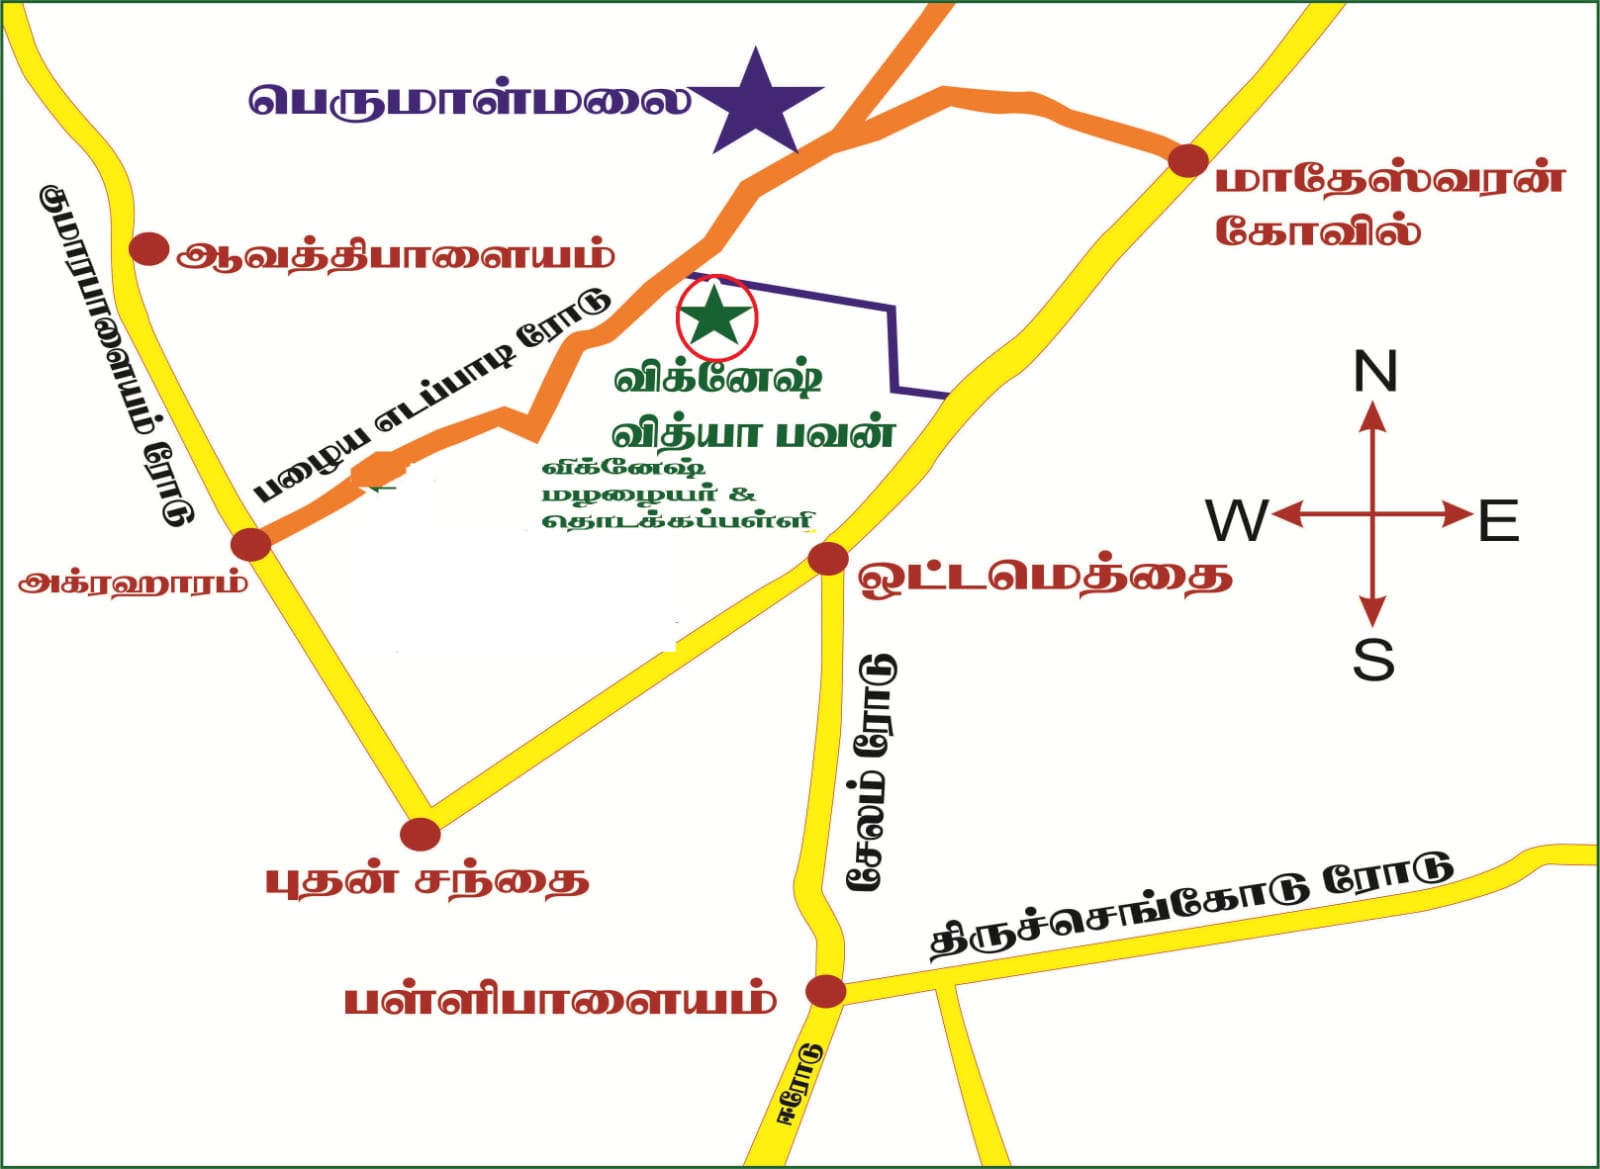 பெருமாள்மலை
மாதேஸ்வரன்
கோவில்
ஆவத்திபாளையம்
குமாரபாளையம் ரோடு
பழைய எடப்பாடி ரோடு
விக்னேஷ்
வித்யா பவன்
விக்னேஷ்
மழழையர் &
தொடக்கப்பள்ளி
N
W
E
S
அக்ரஹாரம்
ஒட்டமெத்தை
சேலம் ரோடு
புதன் சந்தை
திருச்செங்கோடு ரோடு
பள்ளிபாளையம்
ஈரோடு